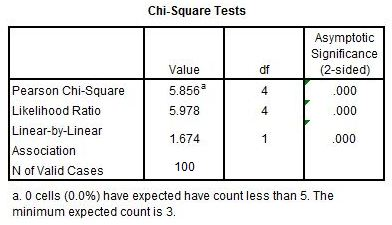 Chi-Square Tests
Asymptotic
Significance
Value df (2-sided)
Pearson Chi-Square 5.856a 4 .000
Likelihood Ratio 5.978 4 .000
Linear-by-Linear
Association 1.674 1 .000
N of Valid Cases 100
a. 0 cells (0.0%) have expected have count less than 5. The
minimum expected count is 3.